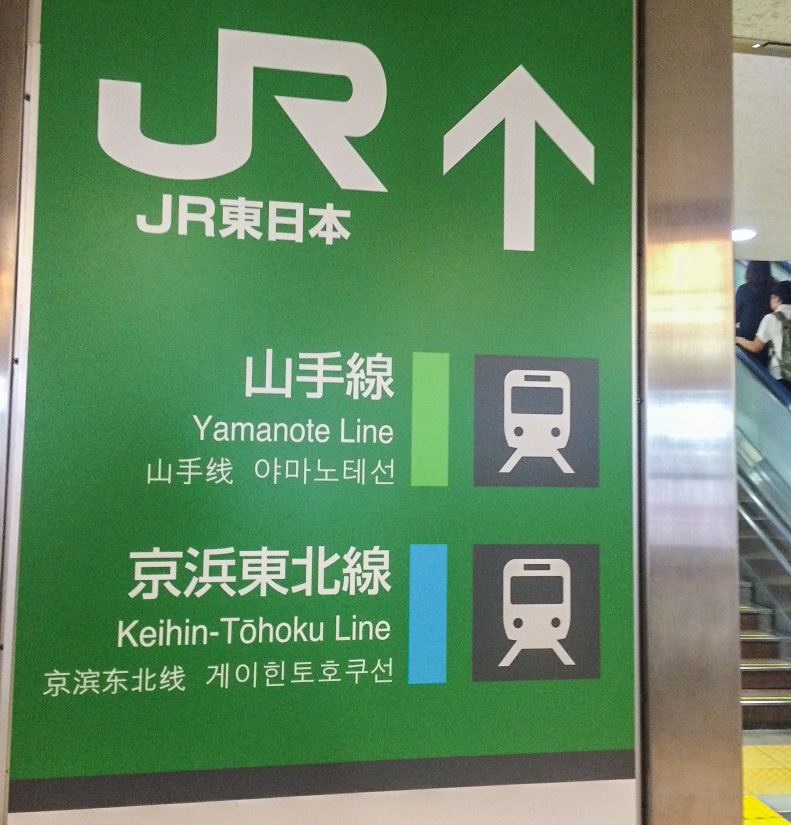 JR
JR東日本
山手線
Yamanote Line
山手线 야마노테선
京浜東北線
Keihin-Tōhoku Line
京滨东北线 게이힌토호쿠선